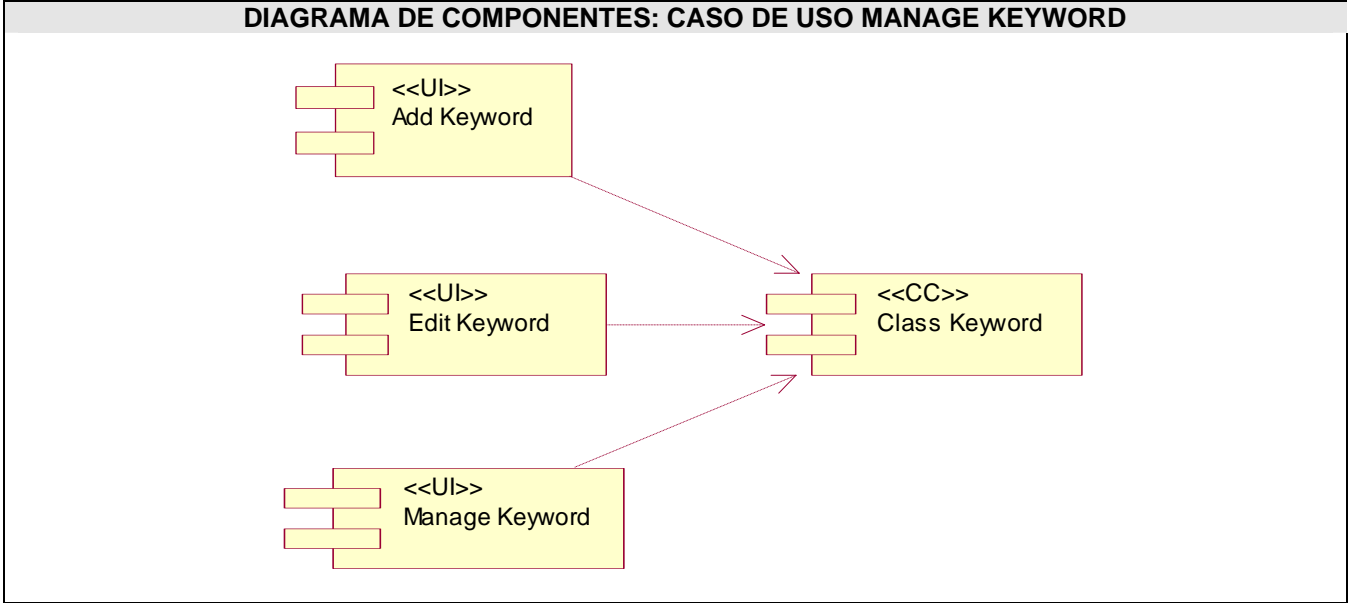 DIAGRAMA DE COMPONENTES: CASO DE USO MANAGE KEYWORD
<<UI>>
Add Keyword
<<UI>>
Edit Keyword
<<CC>>
Class Keyword
<<UI>>
Manage Keyword